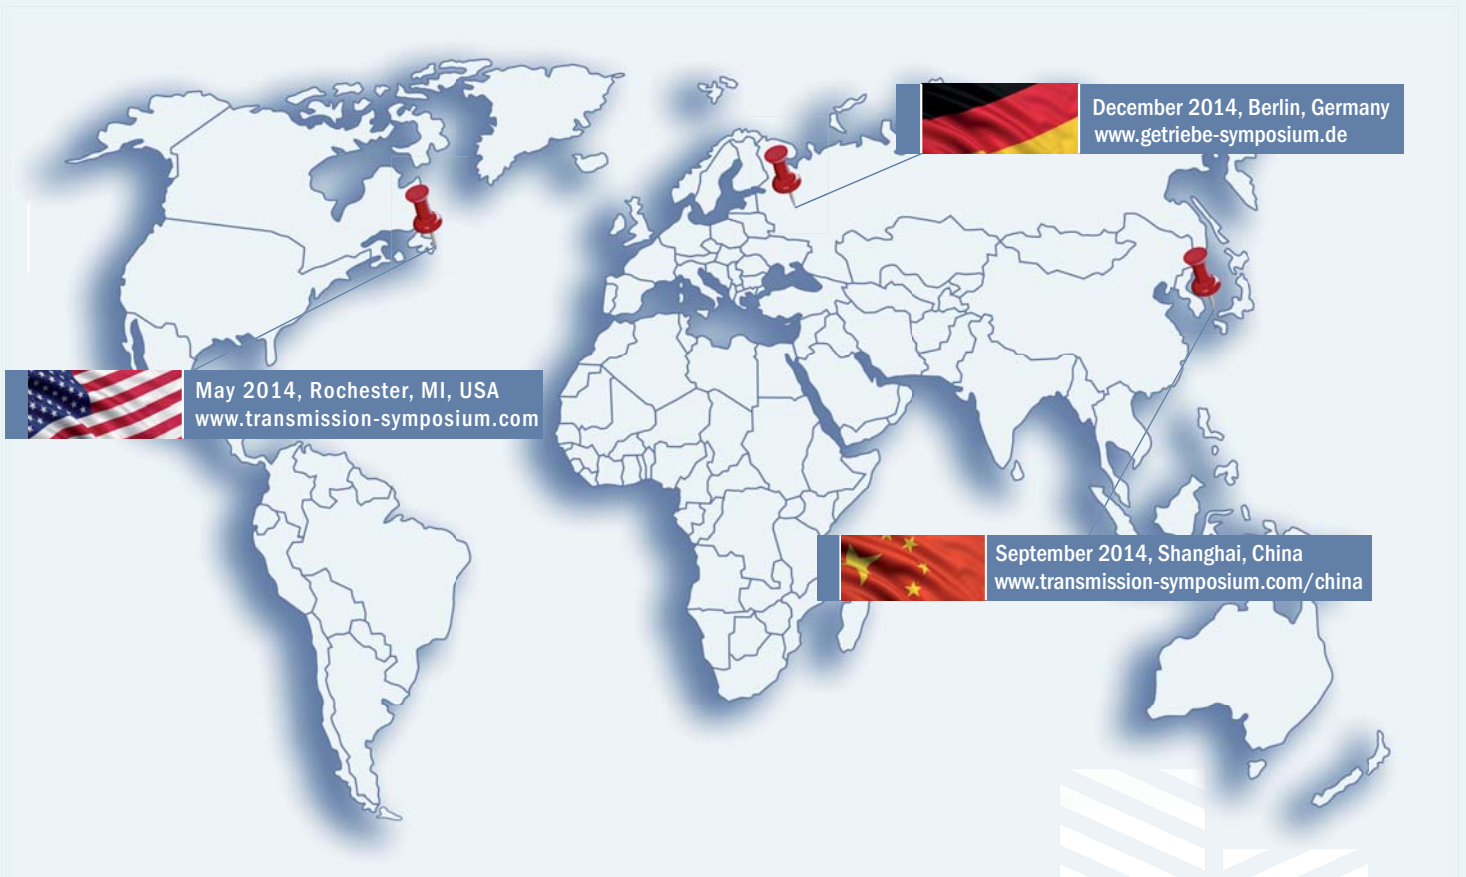 December 2014, Berlin, Germany
www.getriebe-symposium.de
May 2014, Rochester, MI, USA
www.transmission-symposium.com
September 2014, Shanghai, China
www.transmission-symposium.com/china